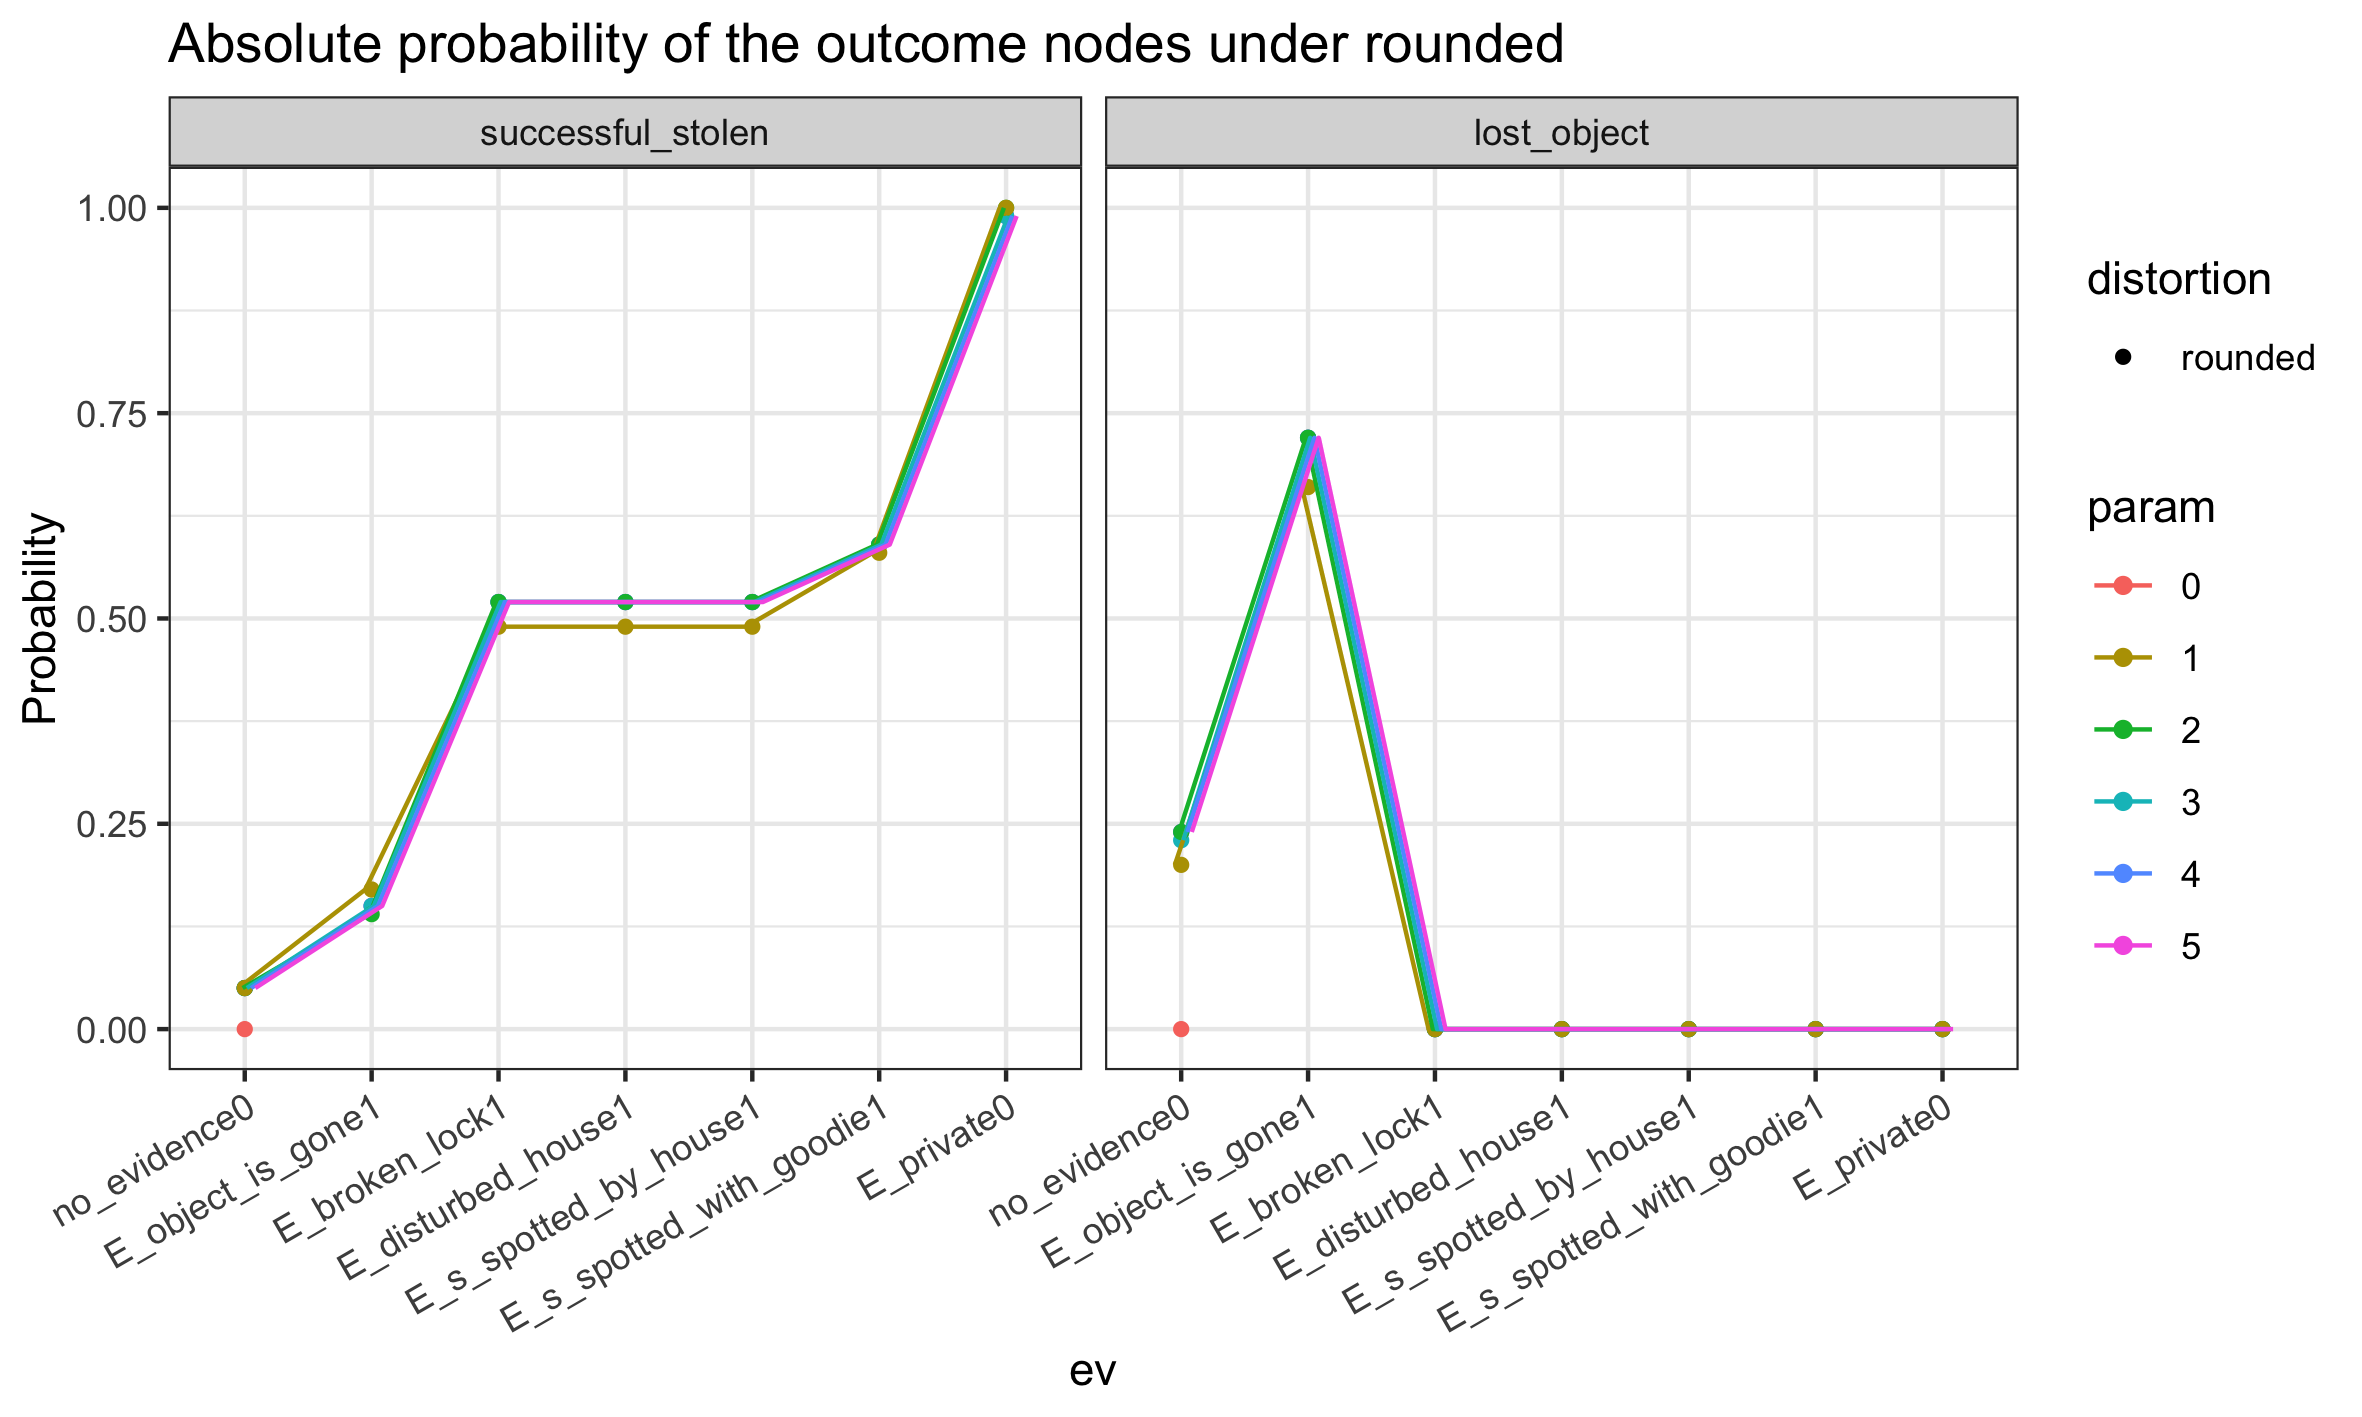 Absolute probability of the outcome nodes under rounded
successful_stolen
lost_object
Probability
1.00
0.75
0.50
0.25
0.00
no_evidence0
E_object_is_gone1
E_broken_lock1
E_disturbed_house1
E_s_spotted_by_house1
E_s_spotted_with_goodie1
E_private0
no_evidence0
E_object_is_gone1
E_broken_lock1
E_disturbed_house1
E_s_spotted_by_house1
E_s_spotted_with_goodie1
E_private0
ev
distortion
rounded
param
0
1
2
3
4
5